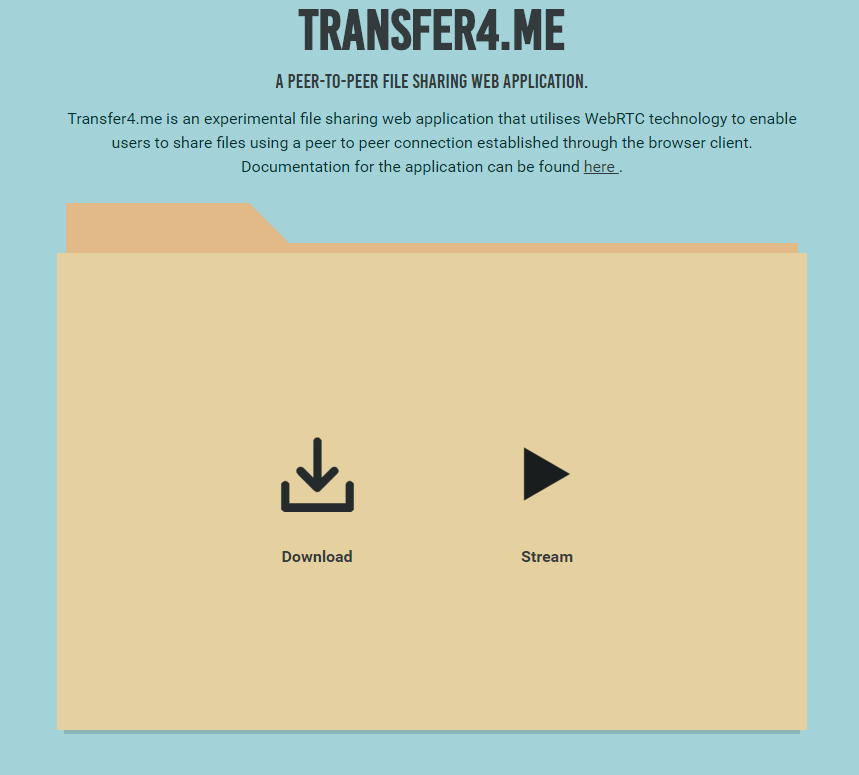 TRANSFER4.ME
A PEER-TO-PEER FILE SHARING WEB APPLICATION.
Transfer4.me is an experimental file sharing web application that utilises WebRTC technology to enable
users to share files using a peer to peer connection established through the browser client.
Documentation for the application can be found here .
Download
Stream